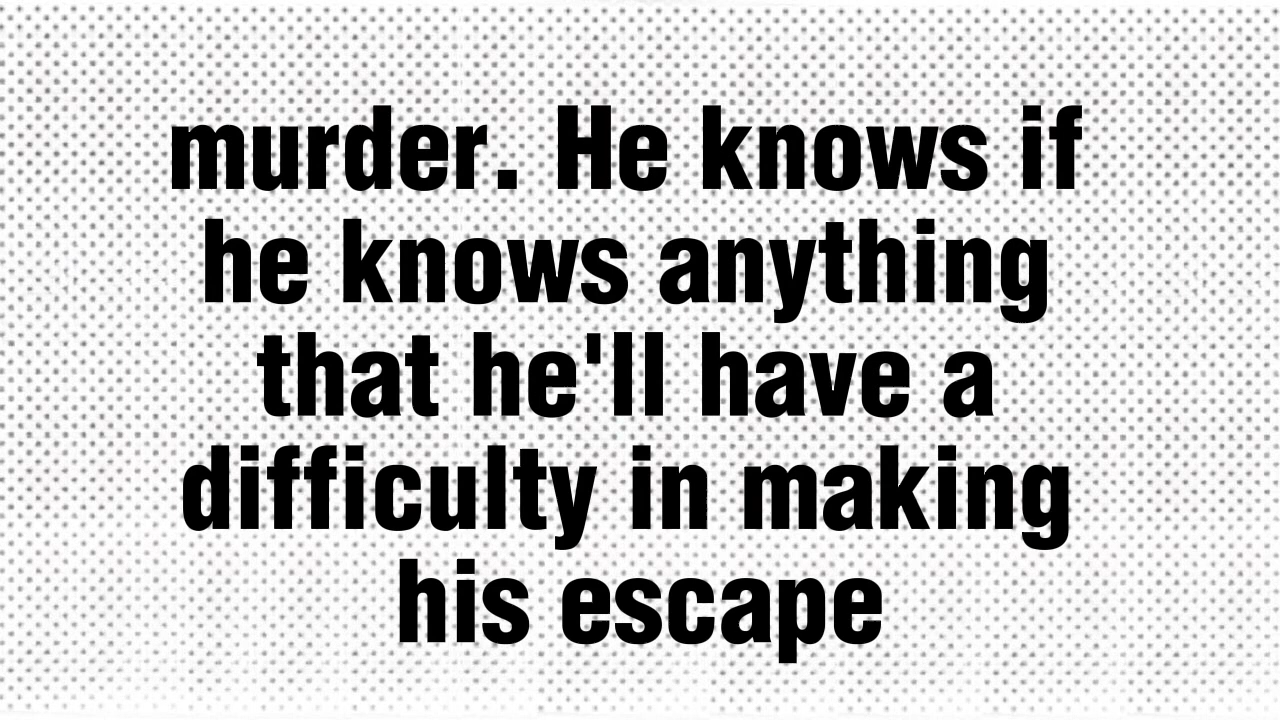 murder. He knows if
he knows anything
that he'll have a
difficulty in making
his escape